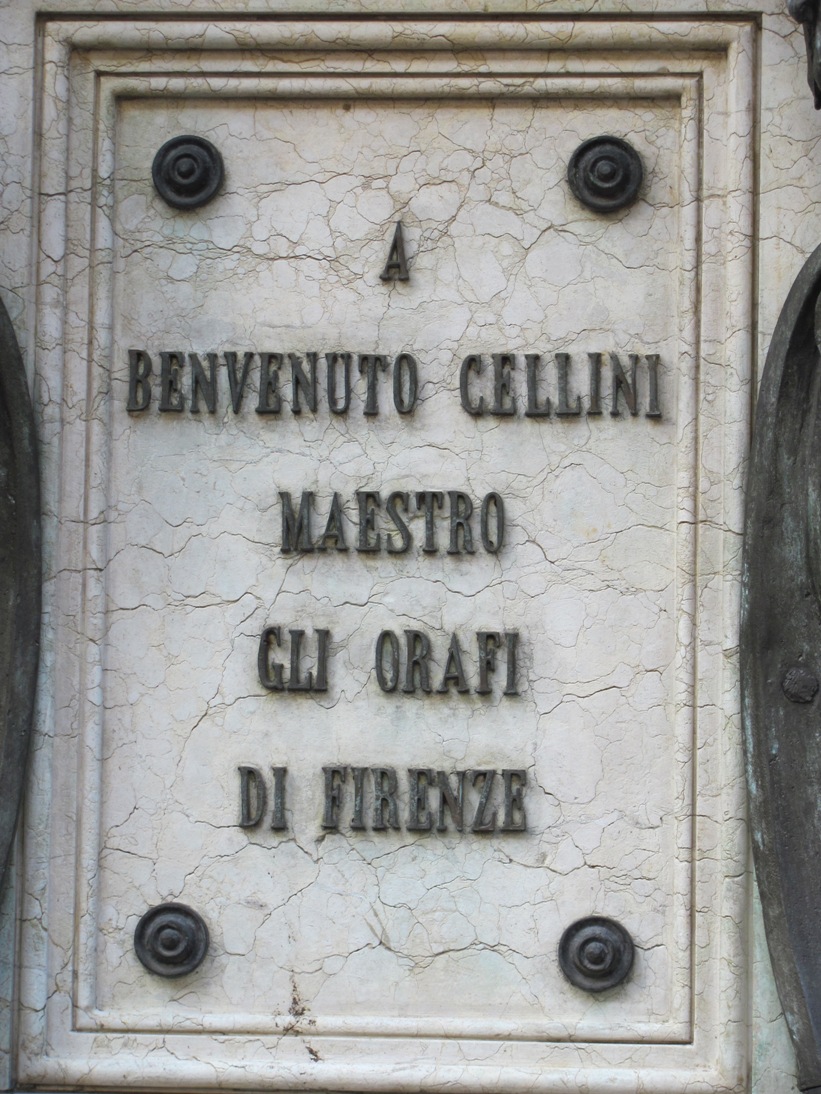 A
BENVENUTO CELLINI
MAESTRO
GLI ORAFI
DI FIRENZE